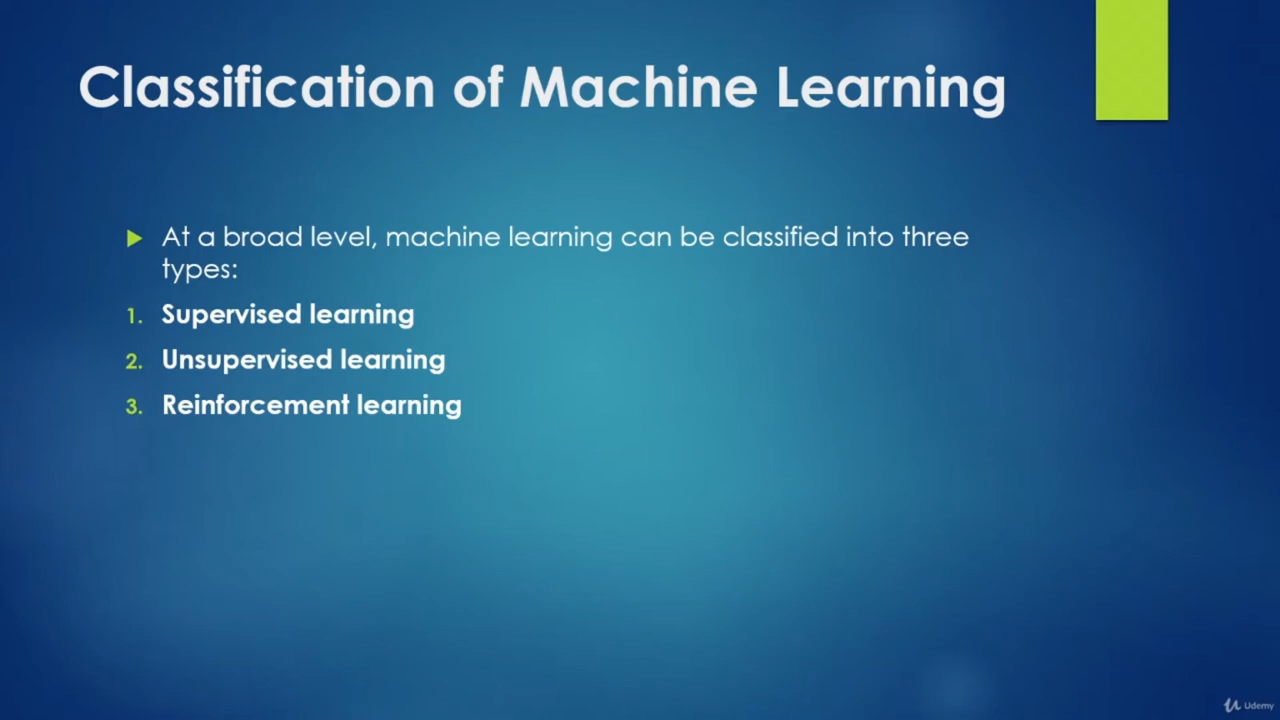 Classification of Machine Learning
At a broad level, machine learning can be classified into three
types:
1. Supervised learning
2. Unsupervised learning
3. Reinforcement learning
Udemy